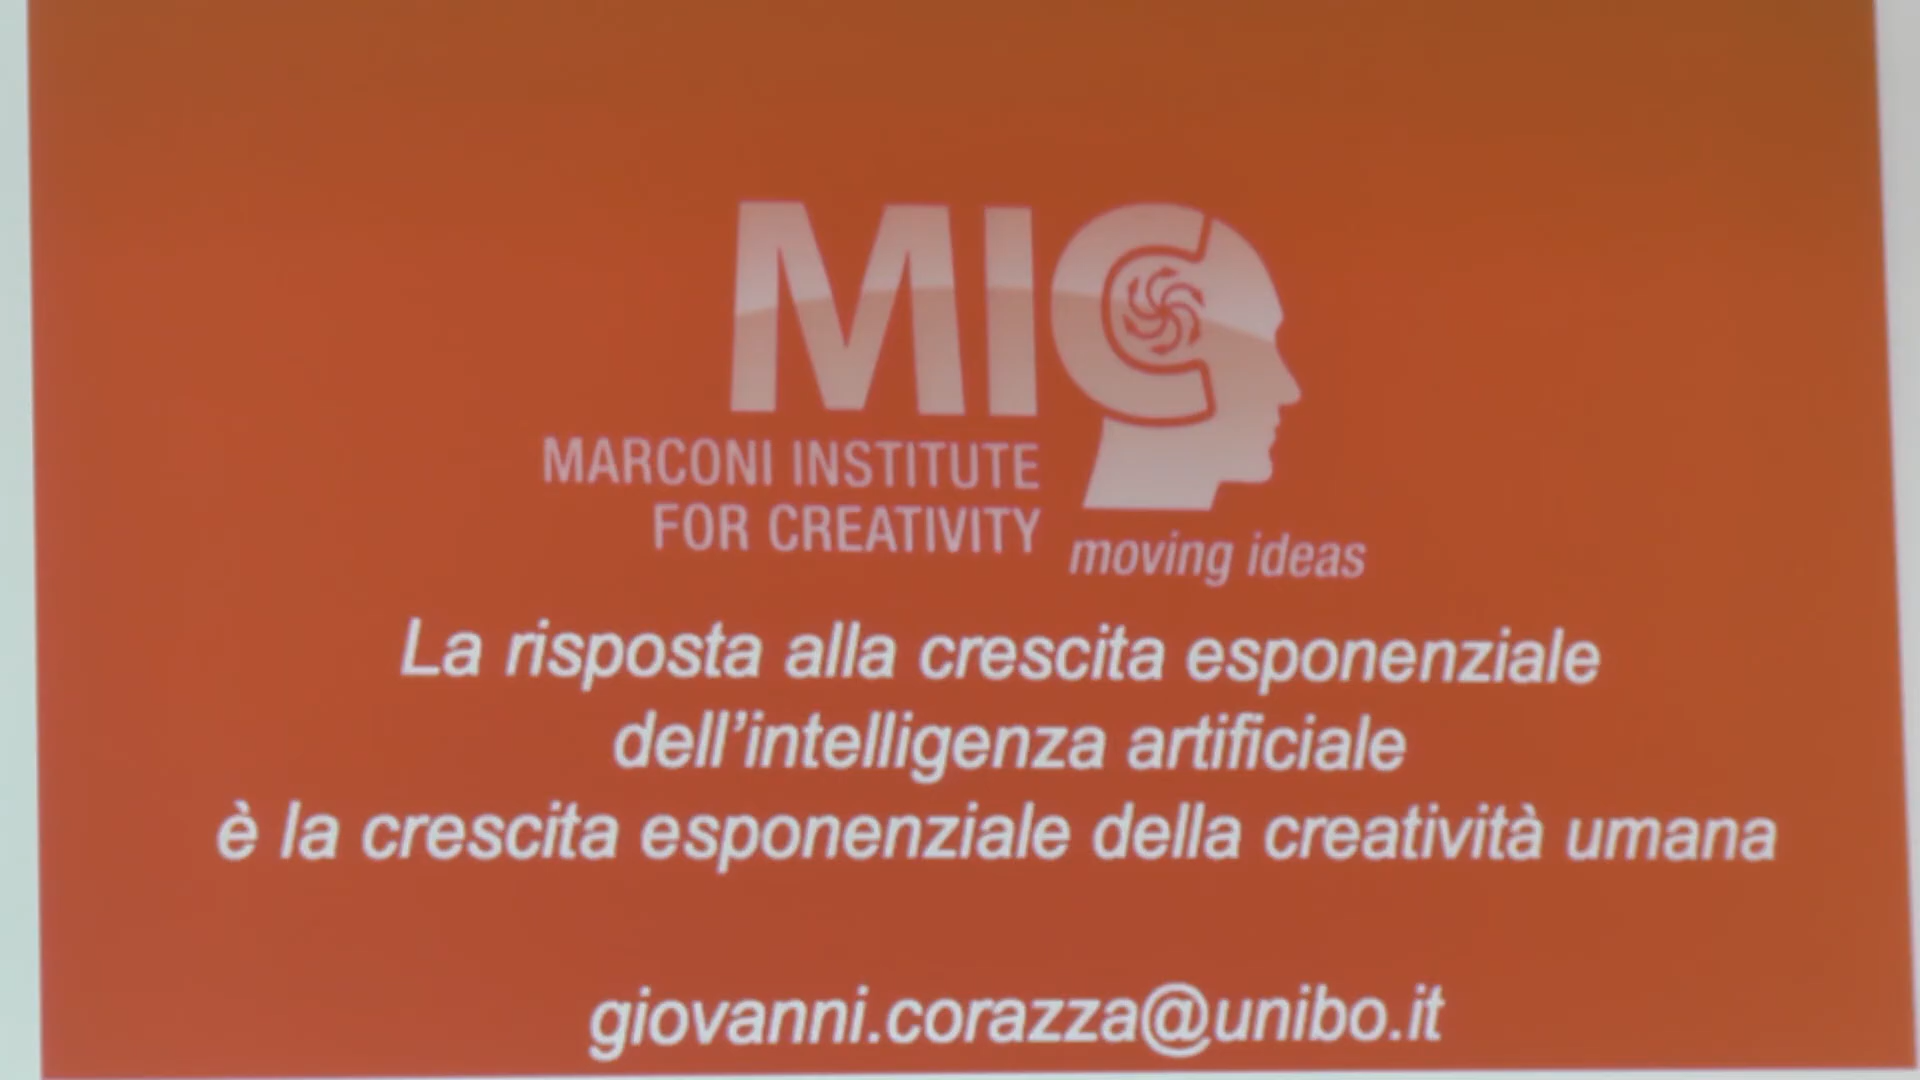 MIC
MARCONI INSTITUTE
FOR CREATIVITY
moving ideas
La risposta alla crescita esponenziale
dell'intelligenza artificiale
è la crescita esponenziale della creatività umana
giovanni.corazza@unibo.it